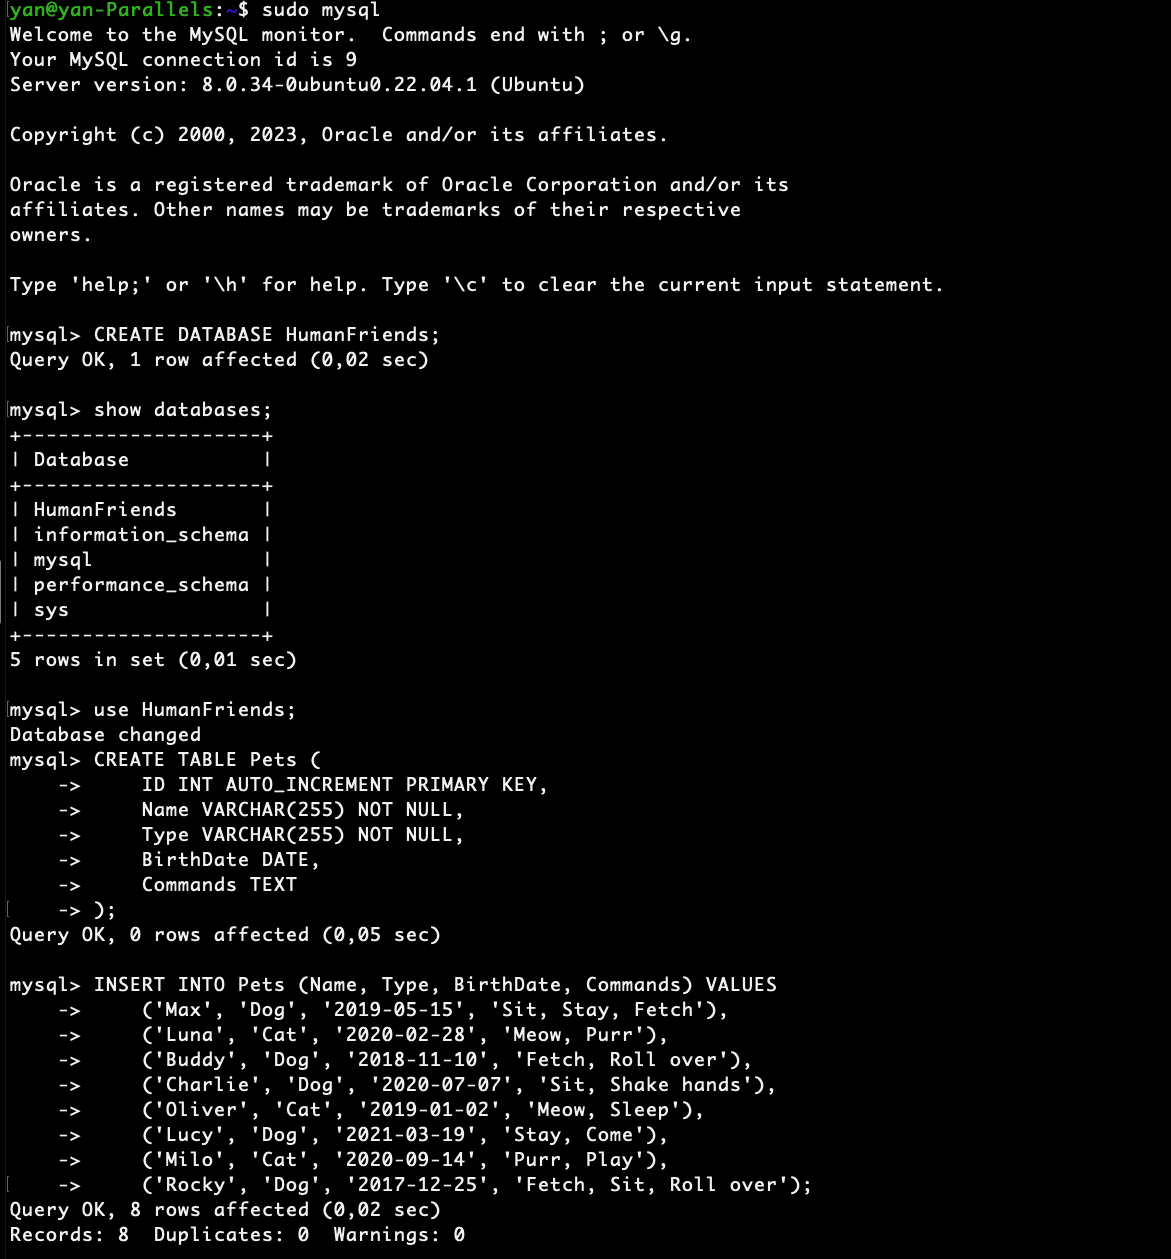 yan@yan-Parallels:~$ sudo mysql
Welcome to the MySQL monitor.  Commands end with ; or \g.
Your MySQL connection id is 9
Server version: 8.0.34-0ubuntu0.22.04.1 (Ubuntu)

Copyright (c) 2000, 2023, Oracle and/or its affiliates.

Oracle is a registered trademark of Oracle Corporation and/or its
affiliates. Other names may be trademarks of their respective
owners.

Type 'help;' or '\h' for help. Type '\c' to clear the current input statement.

mysql> CREATE DATABASE HumanFriends;
Query OK, 1 row affected (0,02 sec)

mysql> show databases;
+--------------------+
| Database           |
+--------------------+
| HumanFriends       |
| information_schema |
| mysql              |
| performance_schema |
| sys                |
+--------------------+
5 rows in set (0,01 sec)

mysql> use HumanFriends;
Database changed
mysql> CREATE TABLE Pets (
    ->     ID INT AUTO_INCREMENT PRIMARY KEY,
    ->     Name VARCHAR(255) NOT NULL,
    ->     Type VARCHAR(255) NOT NULL,
    ->     BirthDate DATE,
    ->     Commands TEXT
    -> );
Query OK, 0 rows affected (0,05 sec)

mysql> INSERT INTO Pets (Name, Type, BirthDate, Commands) VALUES
    ->     ('Max', 'Dog', '2019-05-15', 'Sit, Stay, Fetch'),
    ->     ('Luna', 'Cat', '2020-02-28', 'Meow, Purr'),
    ->     ('Buddy', 'Dog', '2018-11-10', 'Fetch, Roll over'),
    ->     ('Charlie', 'Dog', '2020-07-07', 'Sit, Shake hands'),
    ->     ('Oliver', 'Cat', '2019-01-02', 'Meow, Sleep'),
    ->     ('Lucy', 'Dog', '2021-03-19', 'Stay, Come'),
    ->     ('Milo', 'Cat', '2020-09-14', 'Purr, Play'),
    ->     ('Rocky', 'Dog', '2017-12-25', 'Fetch, Sit, Roll over');
Query OK, 8 rows affected (0,02 sec)
Records: 8  Duplicates: 0  Warnings: 0